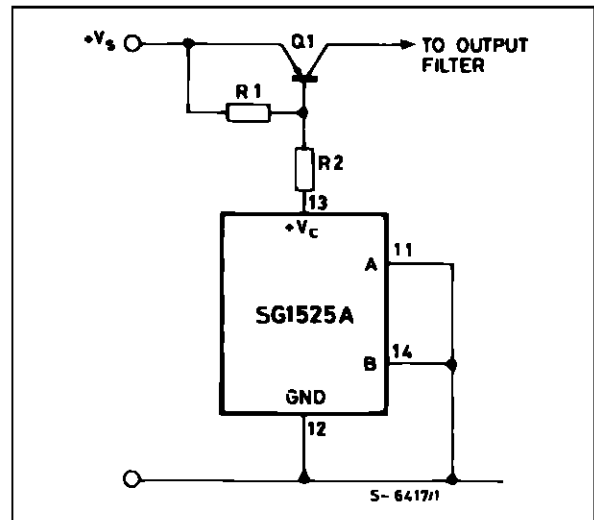 +Vs Q1 TO OUTPUT
FILTER
R1
R2
13
+Vc
11
A
SG1525A
14
B
GND
12
S-6417/1